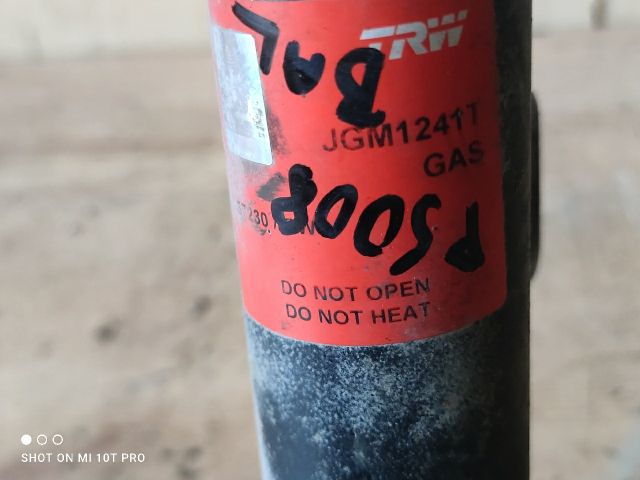 TRW
BAL
JGM1241T
GAS
P5008
DO NOT OPEN
DO NOT HEAT
SHOT ON MI 10T PRO